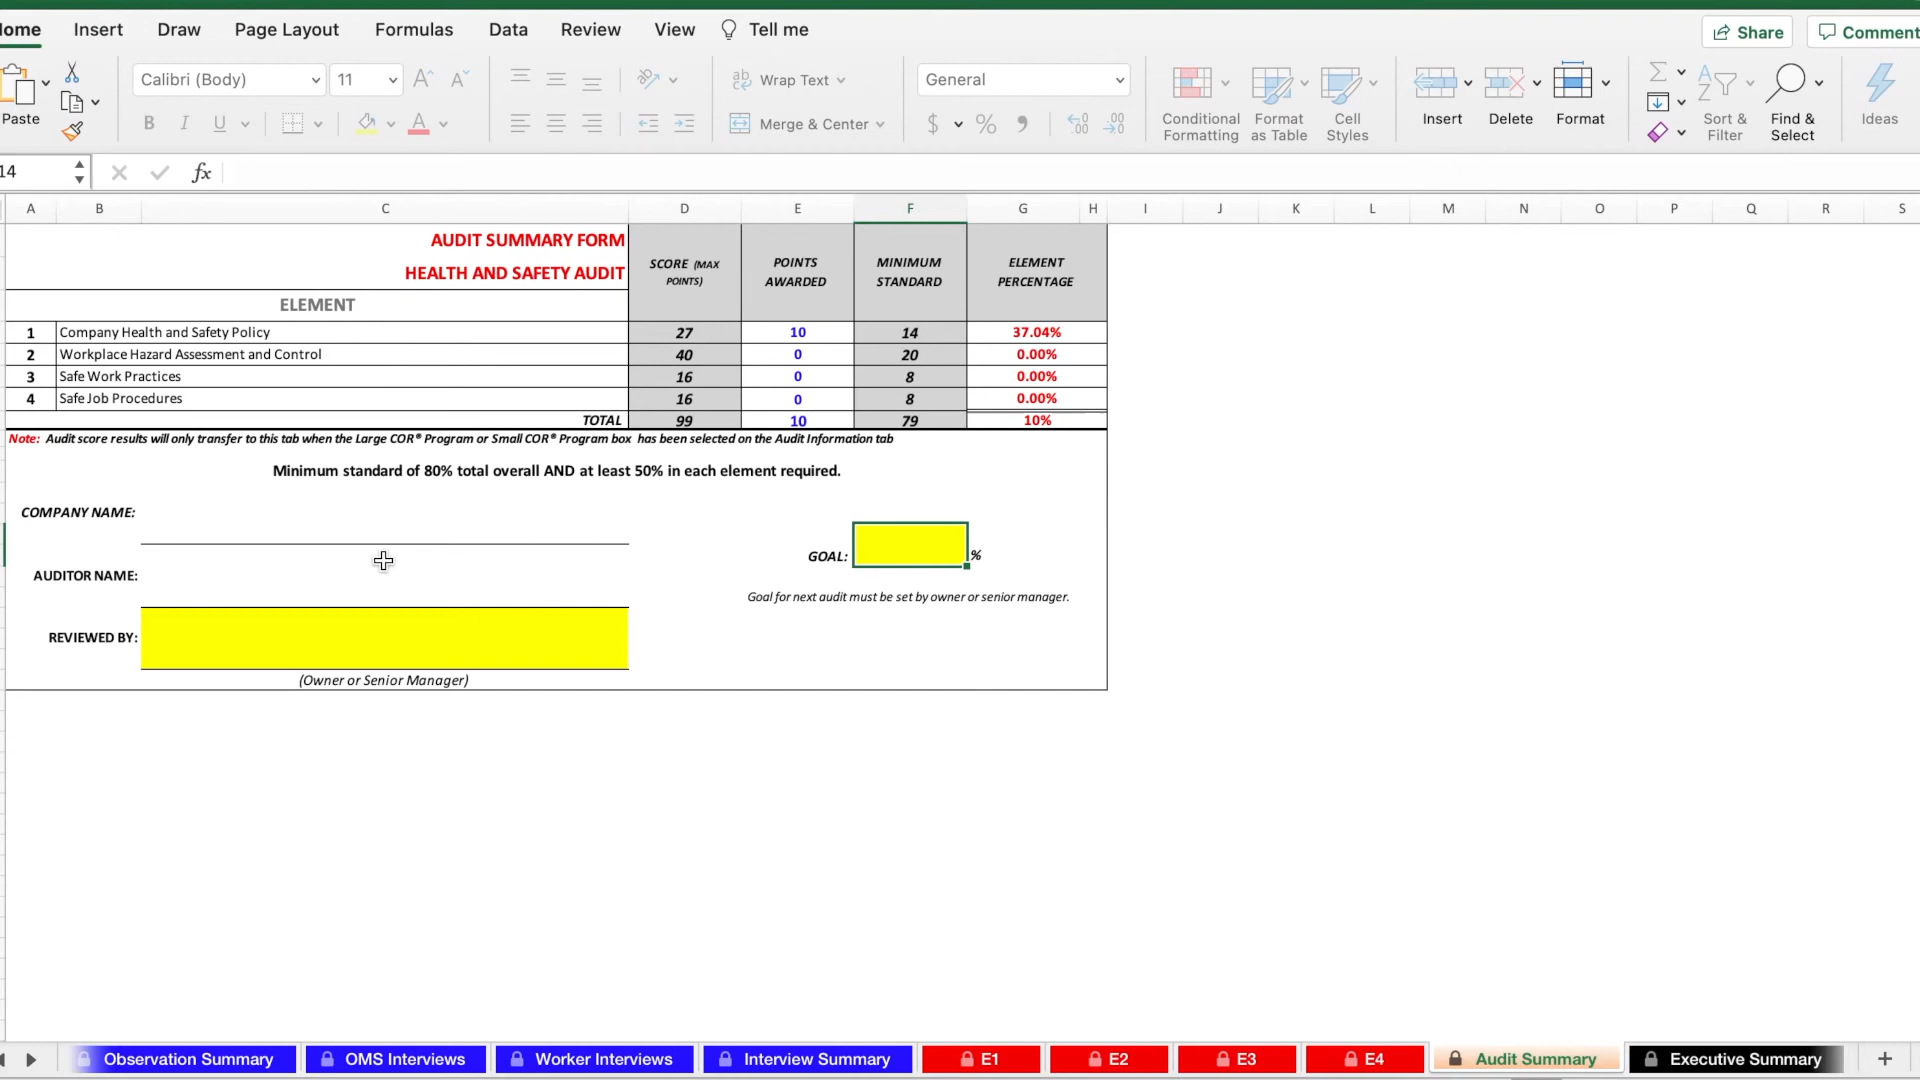 Home Insert Draw Page Layout Formulas Data Review View Tell me Share Comment
Calibri (Body) 11 A A ab Wrap Text General
Paste B I U A Merge & Center $ % Conditional Formatting Format as Table Cell Styles Insert Delete Format Sort & Filter Find & Select Ideas
14 fx
A B C D E F G H I J K L M N O P Q R S
AUDIT SUMMARY FORM
HEALTH AND SAFETY AUDIT
ELEMENT
SCORE (MAX POINTS)
POINTS AWARDED
MINIMUM STANDARD
ELEMENT PERCENTAGE
1 Company Health and Safety Policy 27 10 14 37.04%
2 Workplace Hazard Assessment and Control 40 0 20 0.00%
3 Safe Work Practices 16 0 8 0.00%
4 Safe Job Procedures 16 0 8 0.00%
TOTAL 99 10 79 10%
Note: Audit score results will only transfer to this tab when the Large COR® Program or Small COR® Program box has been selected on the Audit Information tab
Minimum standard of 80% total overall AND at least 50% in each element required.
COMPANY NAME:
GOAL: %
AUDITOR NAME:
Goal for next audit must be set by owner or senior manager.
REVIEWED BY:
(Owner or Senior Manager)
Observation Summary OMS Interviews Worker Interviews Interview Summary E1 E2 E3 E4 Audit Summary Executive Summary +